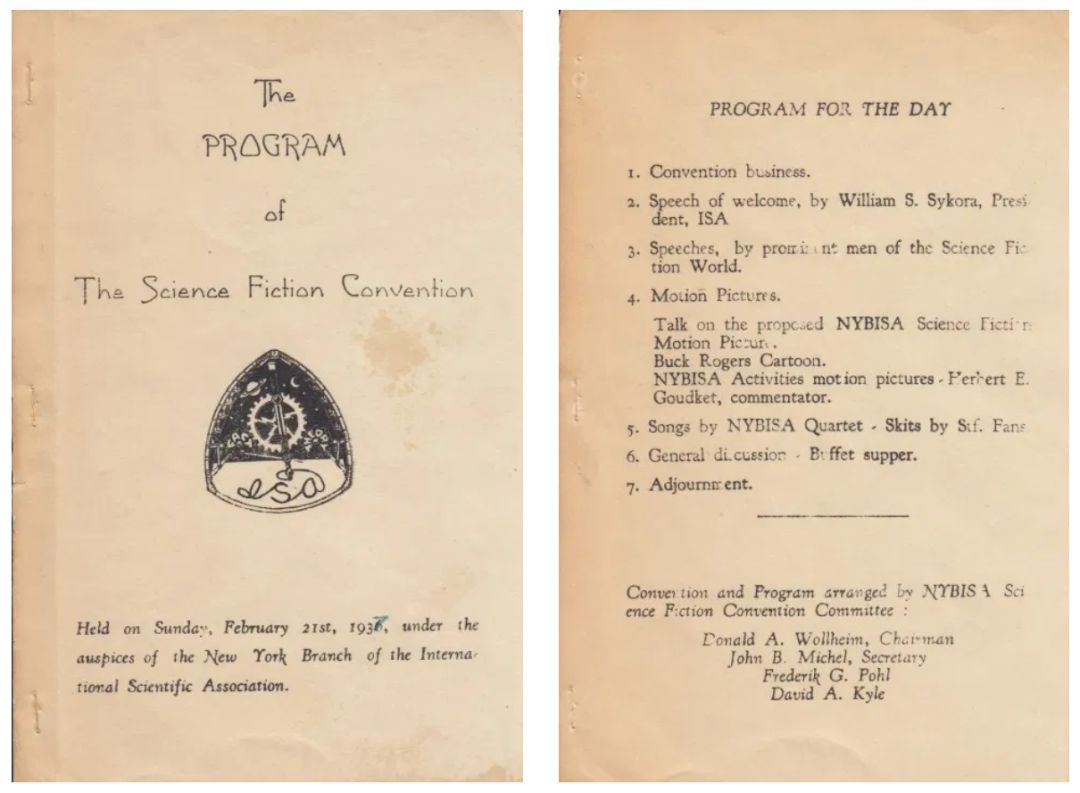 The
PROGRAM
of
The Science Fiction Convention
ISA
Held on Sunday, February 21st, under the
auspices of the New York Branch of the Interna-
tional Scientific Association.
PROGRAM FOR THE DAY
1. Convention business.
2. Speech of welcome, by William S. Sykora, Presi-
dent, ISA
3. Speeches, by prominent men of the Science Fic-
tion World.
4. Motion Pictures.
Talk on the proposed NYBISA Science Fiction
Motion Picture.
Buck Rogers Cartoon.
NYBISA Activities motion pictures - Herbert E.
Goudket, commentator.
5. Songs by NYBISA Quartet - Skits by Stf. Fans
6. General discussion - Buffet supper.
7. Adjournment.
Convention and Program arranged by NYBISA Sci
ence Fiction Convention Committee :
Donald A. Wollheim, Chairman
John B. Michel, Secretary
Frederik G. Pohl
David A. Kyle